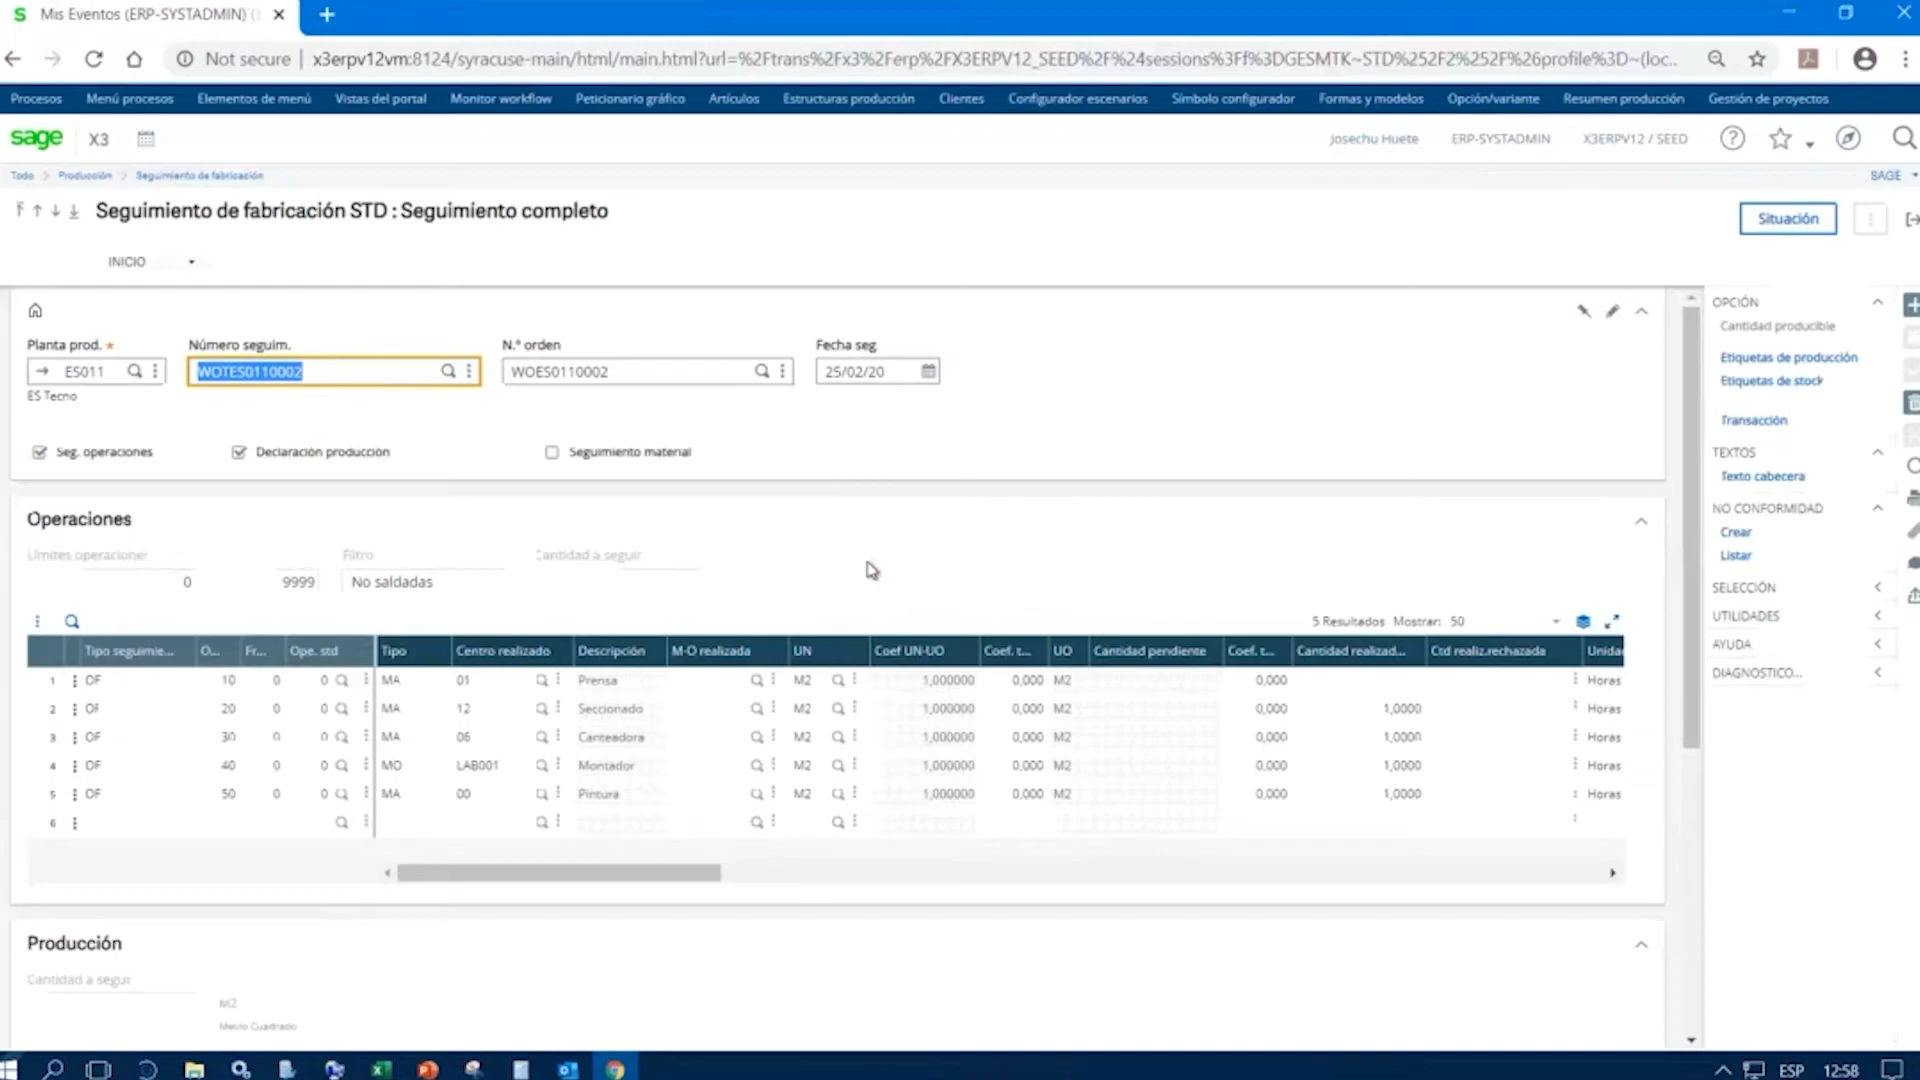 Mis Eventos (ERP-SYSTADMIN)
Not secure | x3erpv12vm:8124/syracuse-main/html/main.html?url=%2Ftrans%2Fx3%2Ferp%2FX3ERPV12_SEED%2F%24sessions%3Ff%3DGESMTK~STD%252F2%252F%26profile%3D~(loc...
Procesos Menú procesos Elementos de menú Vistas del portal Monitor workflow Peticionario gráfico Artículos Estructuras producción Clientes Configurador escenarios Símbolo configurador Formas y modelos Opción/variante Resumen producción Gestión de proyectos
sage X3 Josechu Huete ERP-SYSTADMIN X3ERPV12 / SEED
Todo > Producción > Seguimiento de fabricación SAGE
Seguimiento de fabricación STD : Seguimiento completo
Situación
INICIO
Planta prod. * Número seguim. N.º orden Fecha seg
ES011 WOTES0110002 WOES0110002 25/02/20
ES Tecno
Seg. operaciones Declaración producción Seguimiento material
Operaciones
Límites operacione: Filtro Cantidad a seguir
0 9999 No saldadas
5 Resultados Mostrar: 50
Tipo seguimie... O... Fr... Ope. std Tipo Centro realizado Descripción M-O realizada UN Coef UN-UO Coef. t... UO Cantidad pendiente Coef. t... Cantidad realizad... Ctd realiz.rechazada Unidad
1 OF 10 0 0 MA 01 Prensa M2 1,000000 0,000 M2 0,000 Horas
2 OF 20 0 0 MA 12 Seccionado M2 1,000000 0,000 M2 0,000 1,0000 Horas
3 OF 30 0 0 MA 06 Canteadora M2 1,000000 0,000 M2 0,000 1,0000 Horas
4 OF 40 0 0 MO LAB001 Montador M2 1,000000 0,000 M2 0,000 1,0000 Horas
5 OF 50 0 0 MA 00 Pintura M2 1,000000 0,000 M2 0,000 1,0000 Horas
6
Producción
Cantidad a segur
M2
Metro Cuadrado
OPCIÓN
Cantidad producible
Etiquetas de producción
Etiquetas de stock
Transacción
TEXTOS
Texto cabecera
NO CONFORMIDAD
Crear
Listar
SELECCIÓN
UTILIDADES
AYUDA
DIAGNOSTICO...
ESP 12:58